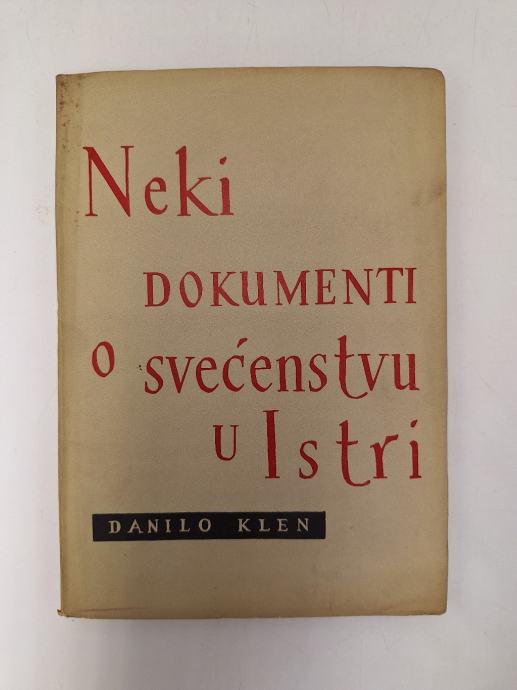 Neki
DOKUMENTI
o svećenstvu
u Istri
DANILO KLEN